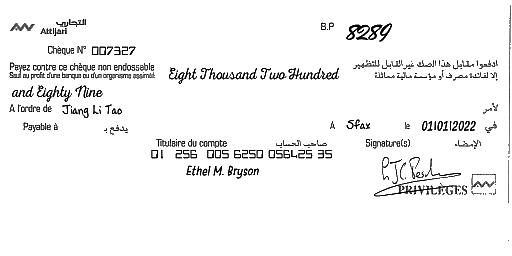 التجاري
Attijari
B.P 8289
Chèque N° 007327
Payez contre ce chèque non endossable
Sauf au profit d'une banque ou d'un organisme assimilé
Eight Thousand Two Hundred
ادفعوا مقابل هذا الصك غير القابل للتظهير
إلا لفائدة مصرف أو مؤسسة مالية مماثلة
and Eighty Nine
A l'ordre de Jiang Li Tao
لأمر
Payable à يدفع بـ
A Sfax le 01/01/2022 في
Titulaire du compte صاحب الحساب
Signature(s) الإمضاء
01 256 005 6250 056425 35
Ethel M. Bryson
PRIVILÈGES